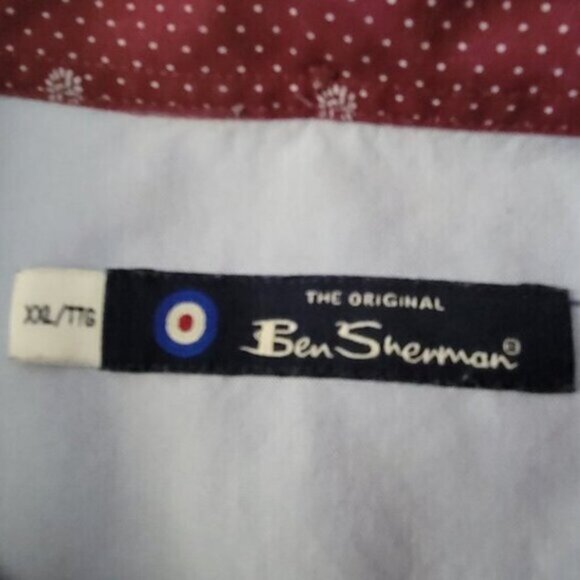 XXL/TTG
THE ORIGINAL
Ben Sherman